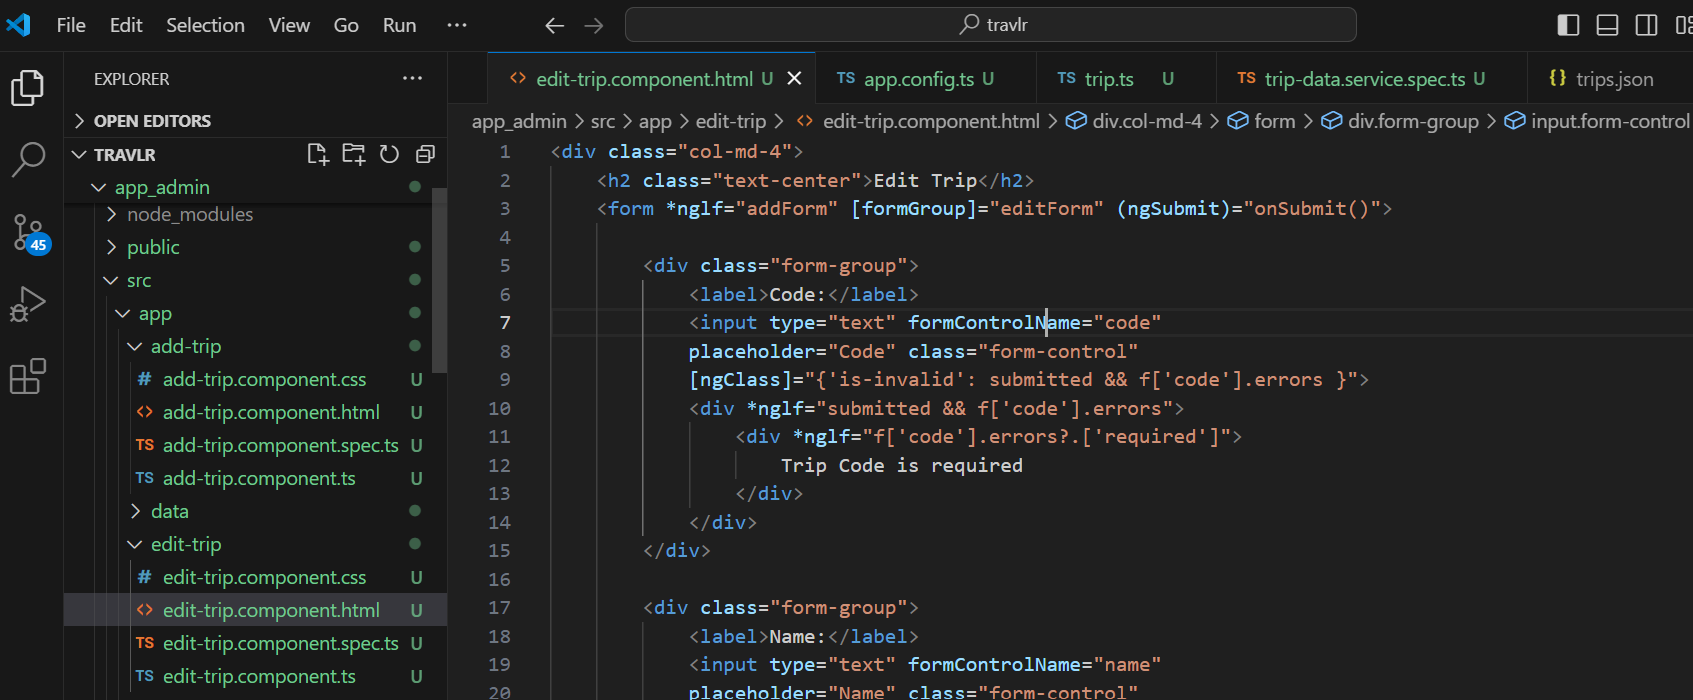 File Edit Selection View Go Run ···
travlr
EXPLORER ···
OPEN EDITORS
TRAVLR
app_admin
node_modules
public
src
app
add-trip
# add-trip.component.css U
<> add-trip.component.html U
TS add-trip.component.spec.ts U
TS add-trip.component.ts U
data
edit-trip
# edit-trip.component.css U
<> edit-trip.component.html U
TS edit-trip.component.spec.ts U
TS edit-trip.component.ts U
45
<> edit-trip.component.html U TS app.config.ts U TS trip.ts U TS trip-data.service.spec.ts U {} trips.json
app_admin > src > app > edit-trip > <> edit-trip.component.html > div.col-md-4 > form > div.form-group > input.form-control
1 <div class="col-md-4">
2 <h2 class="text-center">Edit Trip</h2>
3 <form *nglf="addForm" [formGroup]="editForm" (ngSubmit)="onSubmit()">
4
5 <div class="form-group">
6 <label>Code:</label>
7 <input type="text" formControlName="code"
8 placeholder="Code" class="form-control"
9 [ngClass]="{'is-invalid': submitted && f['code'].errors }">
10 <div *nglf="submitted && f['code'].errors">
11 <div *nglf="f['code'].errors?.['required']">
12 Trip Code is required
13 </div>
14 </div>
15 </div>
16
17 <div class="form-group">
18 <label>Name:</label>
19 <input type="text" formControlName="name"
20 placeholder="Name" class="form-control"